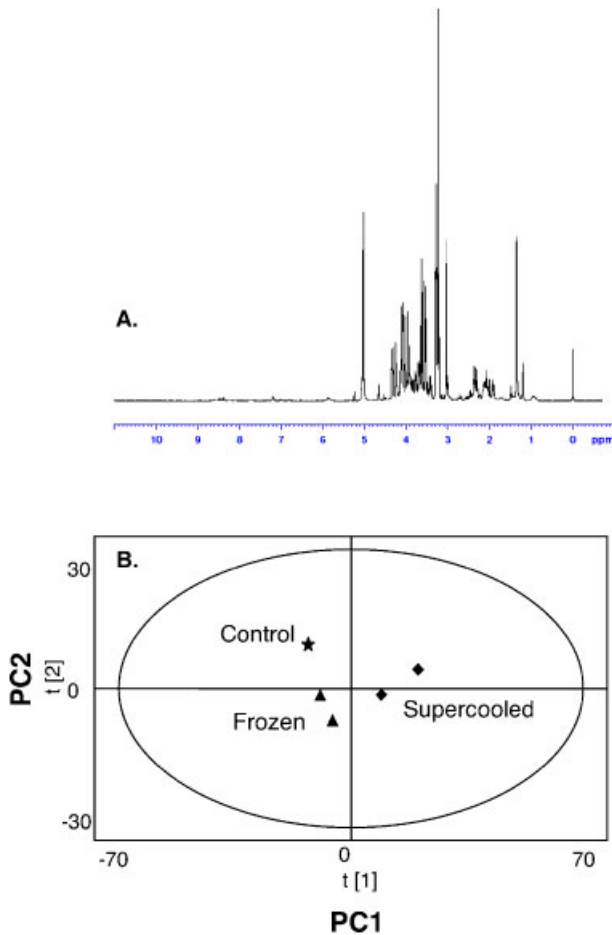 A.
10 9 8 7 6 5 4 3 2 1 0 ppm
B.
30
Control
PC2
t [2]
0
Frozen
Supercooled
-30
-70 0 70
t [1]
PC1